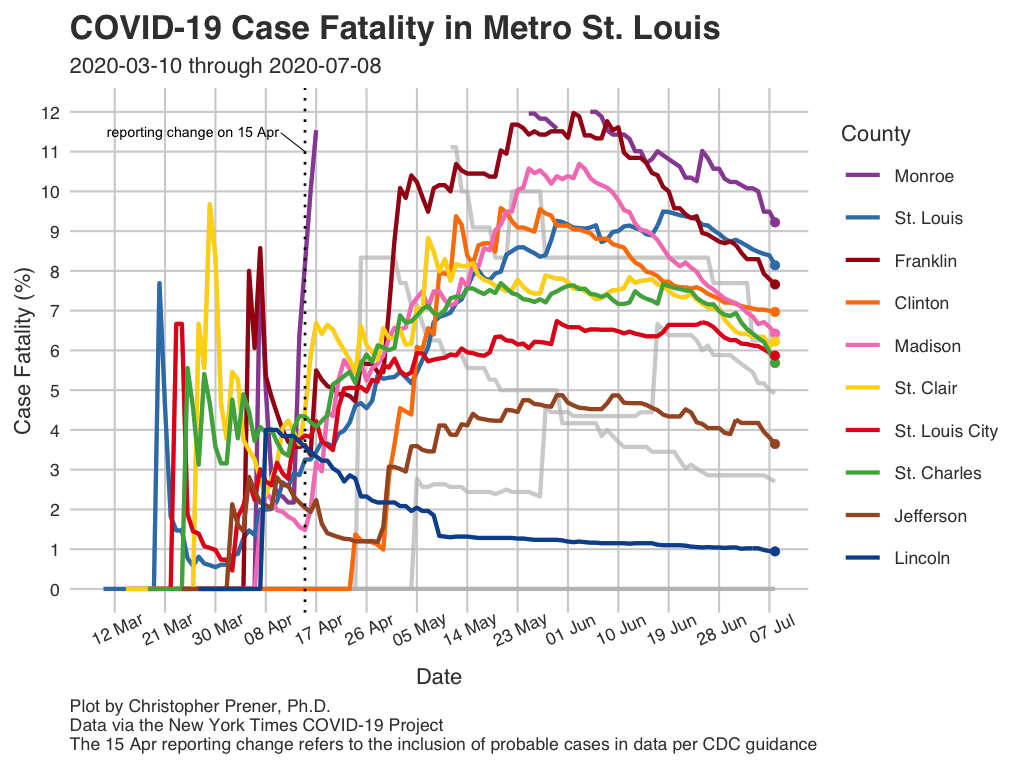 COVID-19 Case Fatality in Metro St. Louis
2020-03-10 through 2020-07-08
reporting change on 15 Apr
Case Fatality (%)
12
11
10
9
8
7
6
5
4
3
2
1
0
12 Mar
21 Mar
30 Mar
08 Apr
17 Apr
26 Apr
05 May
14 May
23 May
01 Jun
10 Jun
19 Jun
28 Jun
07 Jul
Date
County
Monroe
St. Louis
Franklin
Clinton
Madison
St. Clair
St. Louis City
St. Charles
Jefferson
Lincoln
Plot by Christopher Prener, Ph.D.
Data via the New York Times COVID-19 Project
The 15 Apr reporting change refers to the inclusion of probable cases in data per CDC guidance